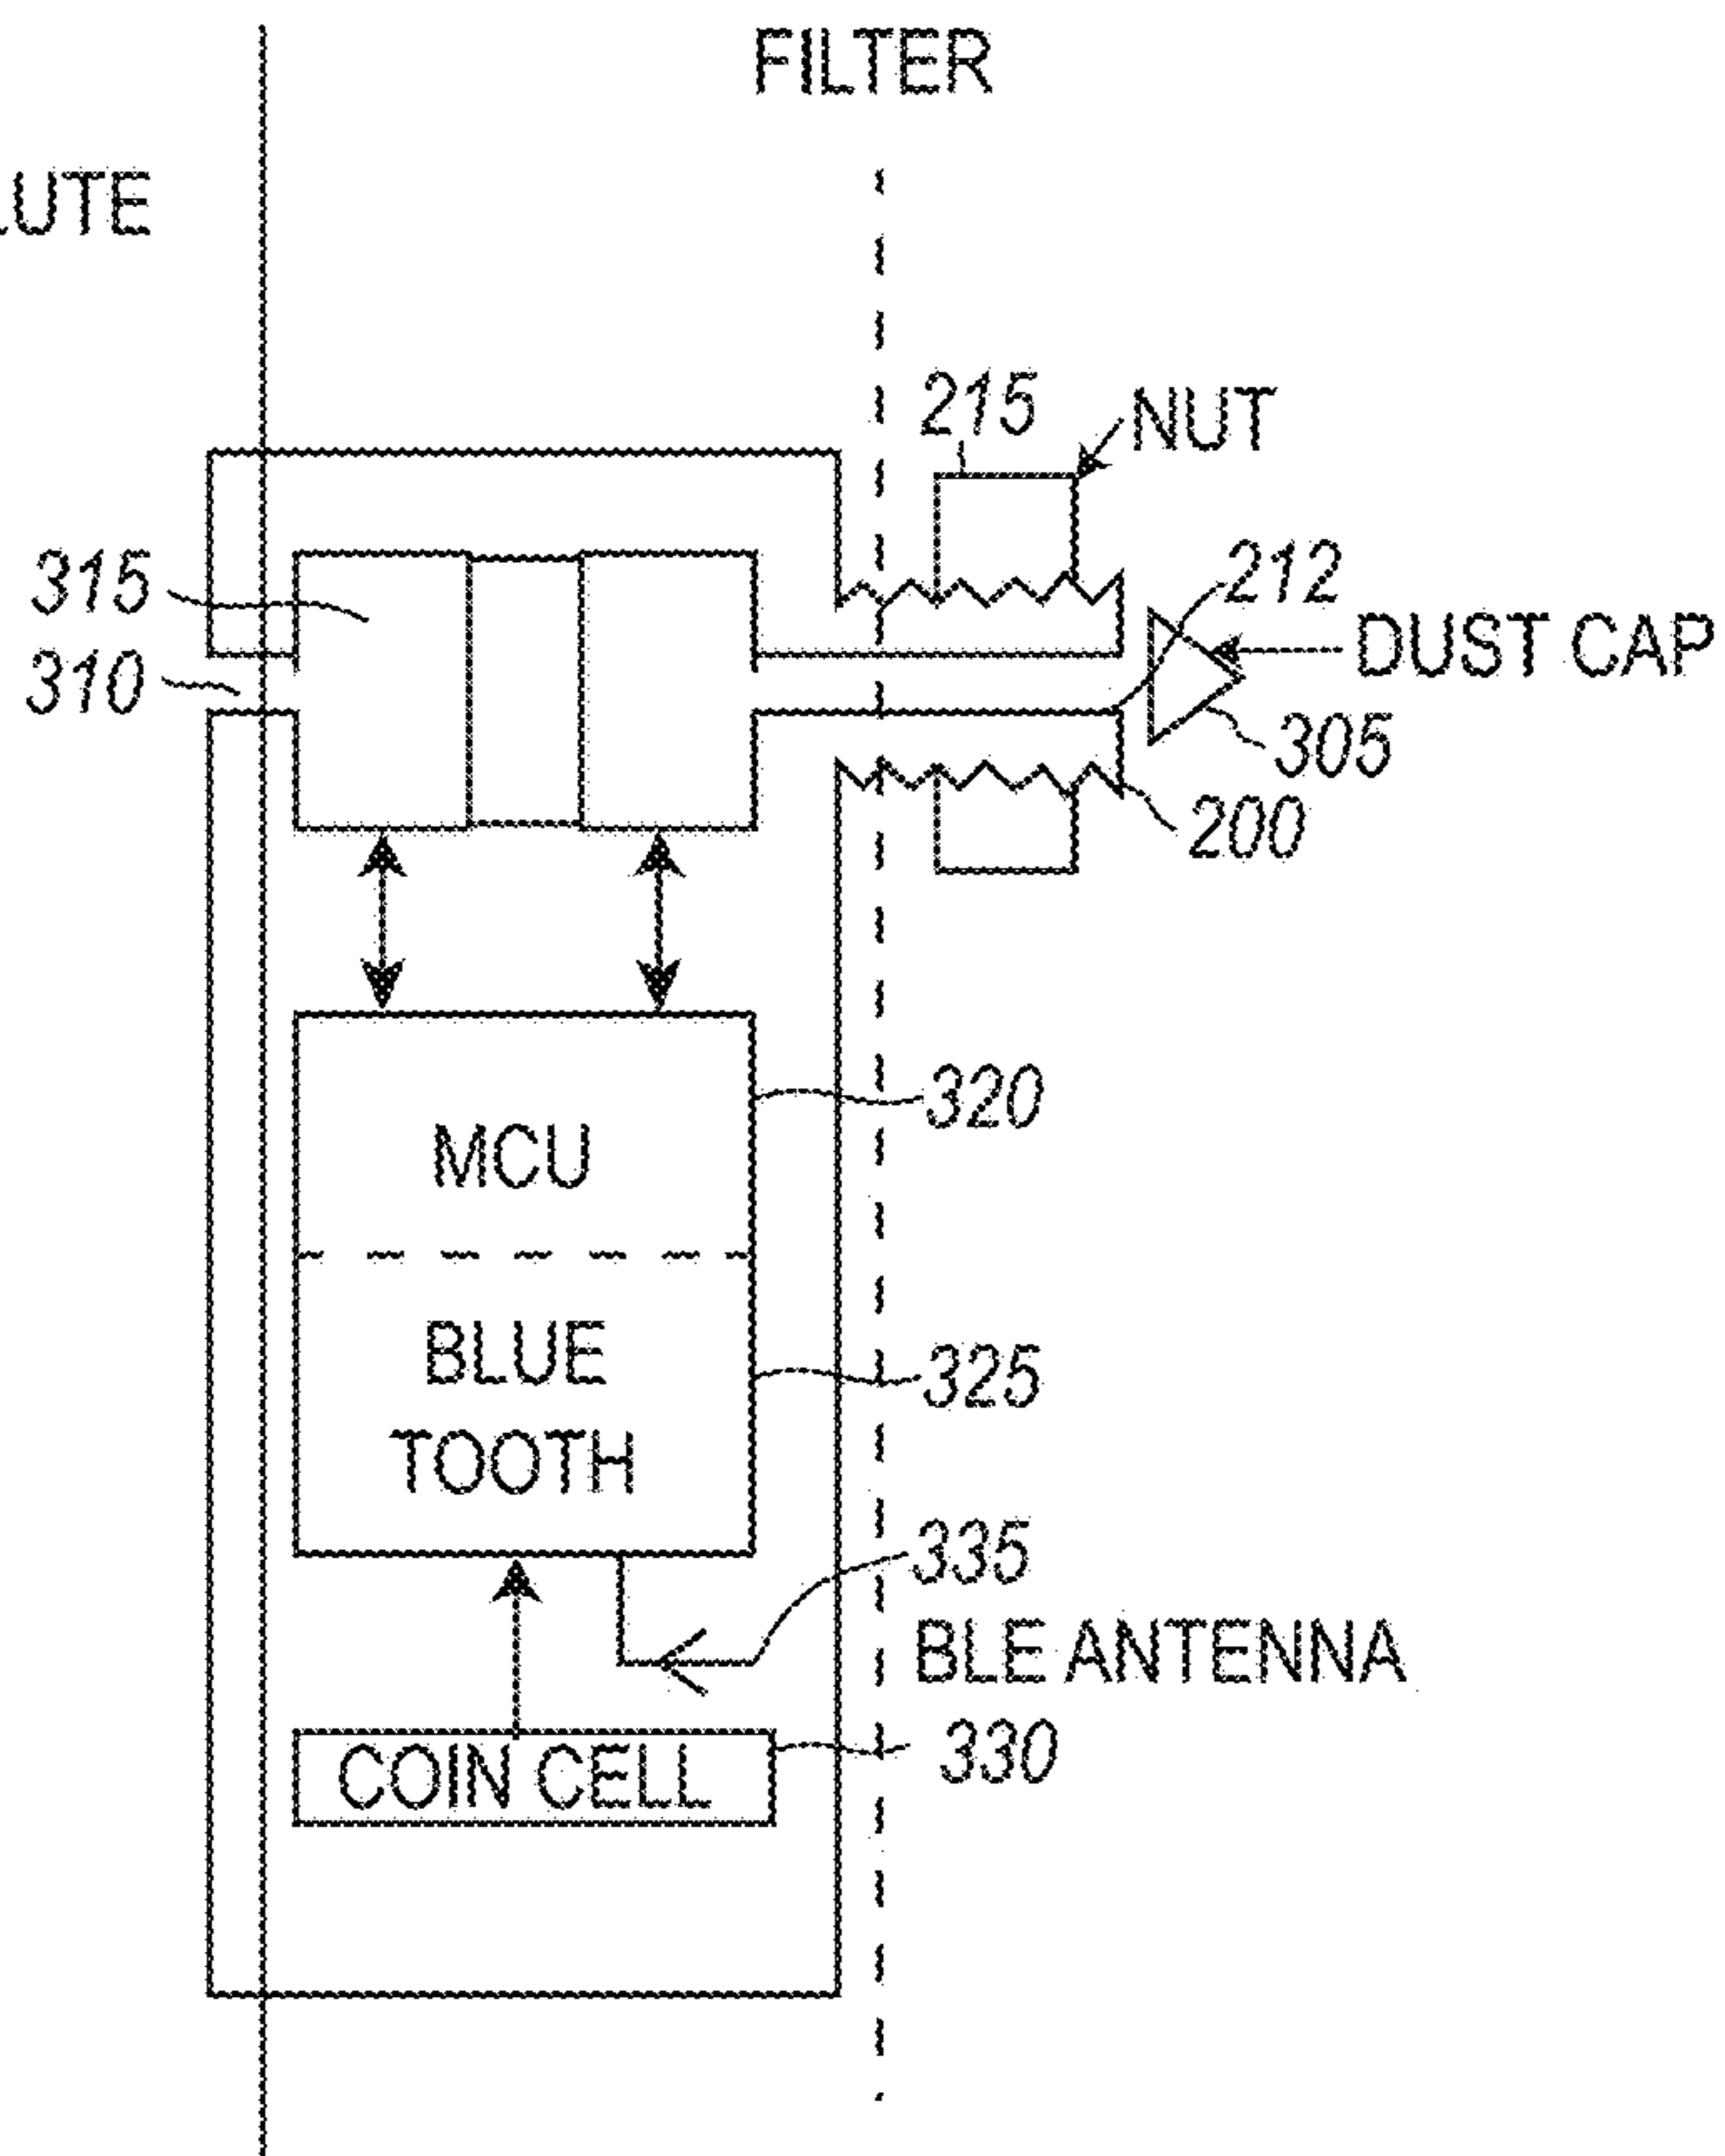 FILTER
LUTE
215
NUT
315
212
310
DUST CAP
305
200
320
MCU
BLUE
325
TOOTH
335
BLE ANTENNA
330
COIN CELL